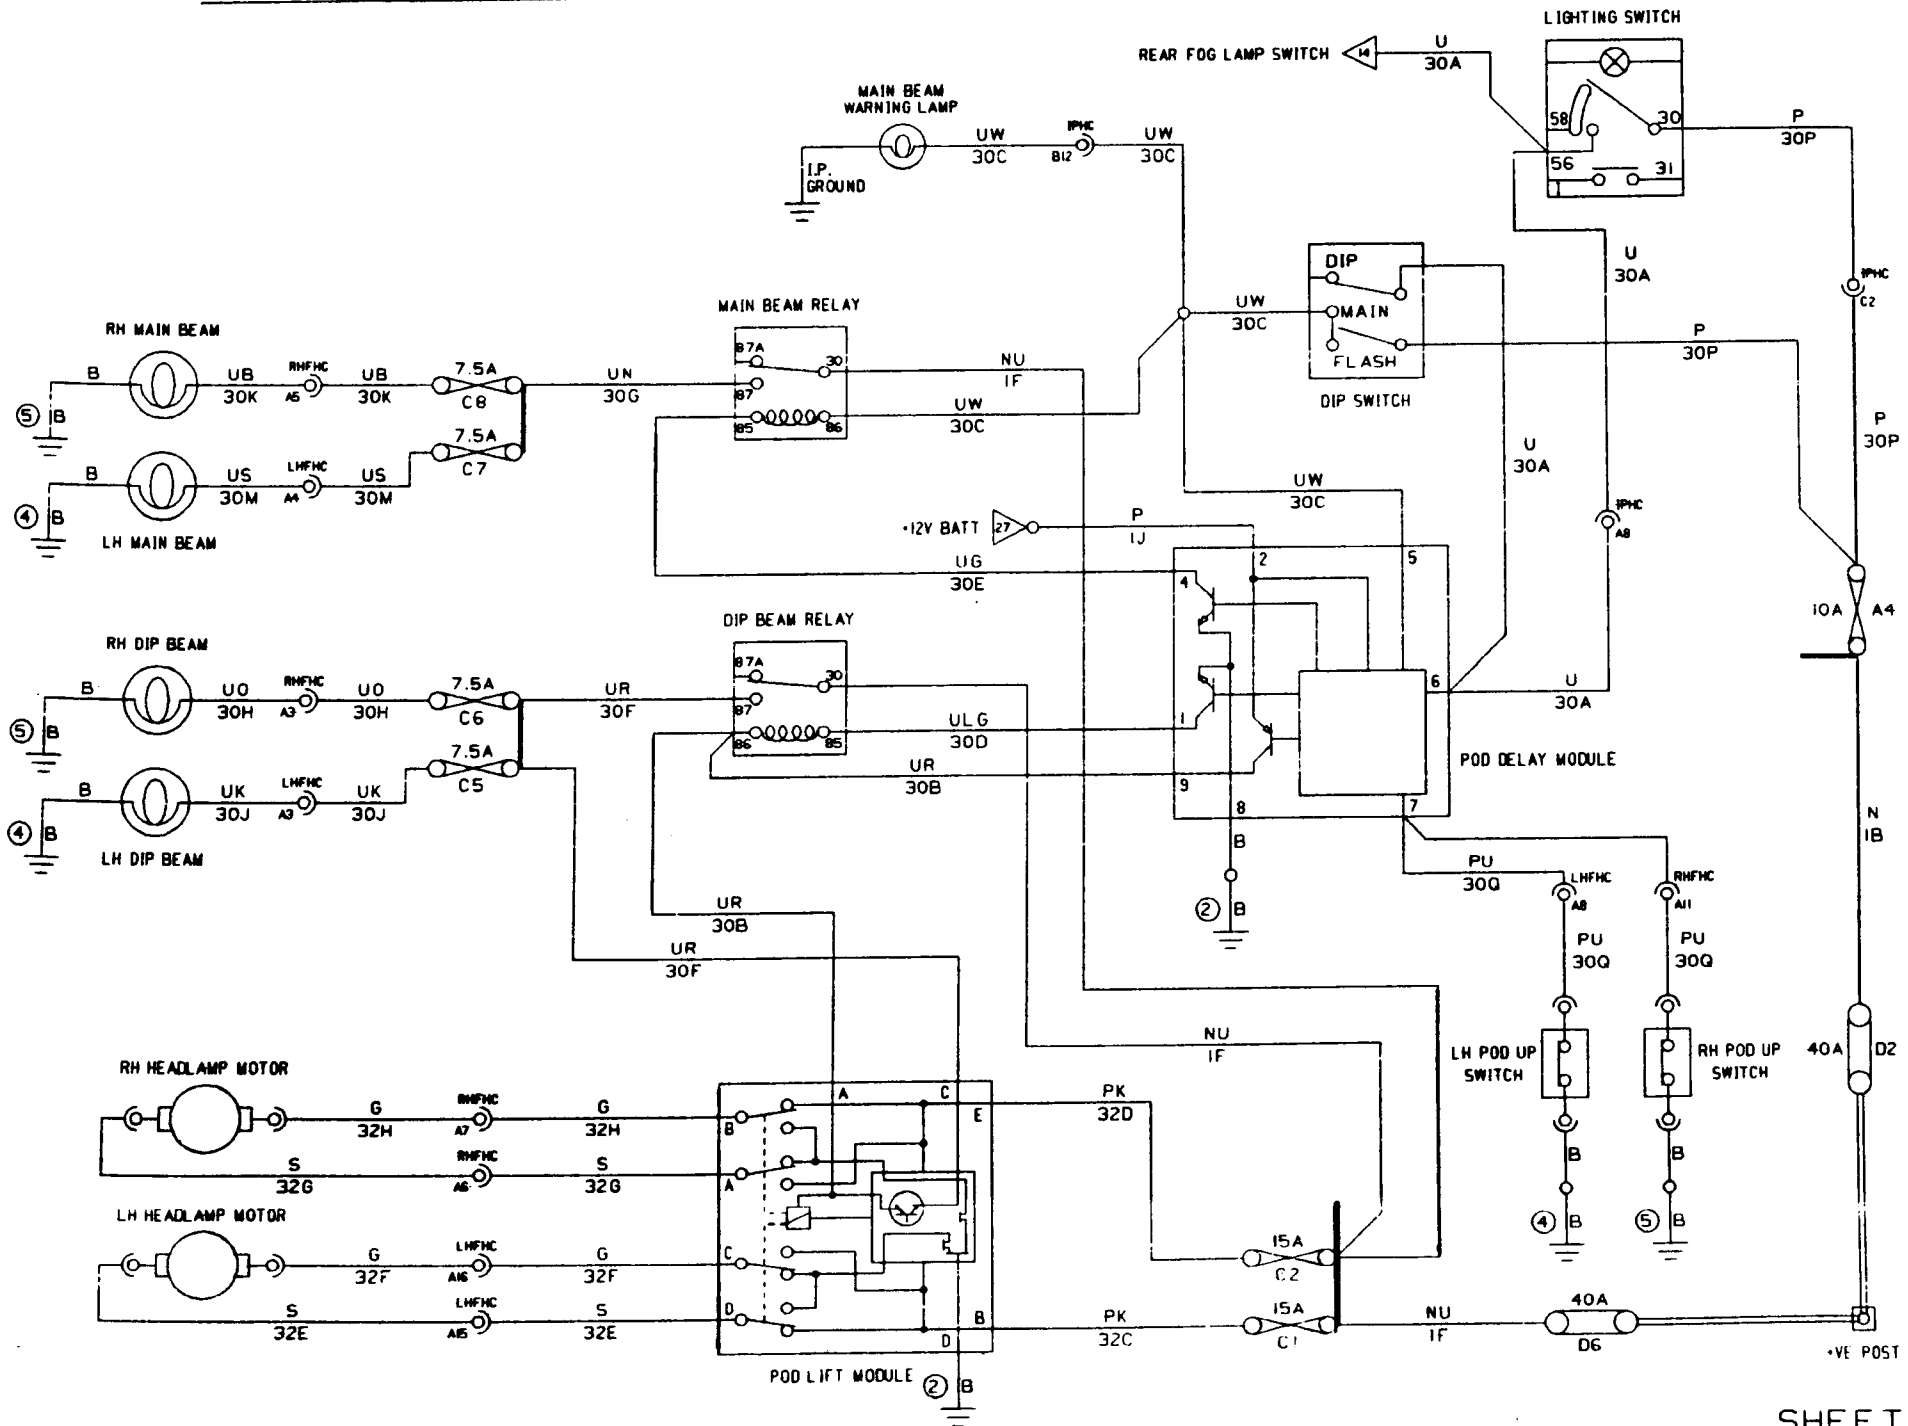 LIGHTING SWITCH
REAR FOG LAMP SWITCH 14 U
30A
58 30
56 31
P
30P
MAIN BEAM
WARNING LAMP
I.P.
GROUND
UW
30C
IPHC
B12
UW
30C
U
30A
IPHC
C2
DIP
MAIN
FLASH
DIP SWITCH
UW
30C
P
30P
P
30P
MAIN BEAM RELAY
87A
30
87
85 86
NU
1F
UW
30C
RH MAIN BEAM
B
5 B
UB
30K
RHFHC
A5
UB
30K
7.5A
C8
UN
30G
7.5A
C7
B
4 B
US
30M
LHFHC
A4
US
30M
LH MAIN BEAM
U
30A
UW
30C
+12V BATT 27
P
1J
IPHC
A8
UG
30E
2 5
4
6
1
9
8
7
POD DELAY MODULE
U
30A
10A A4
DIP BEAM RELAY
87A
30
87
86 85
ULG
30D
UR
30B
RH DIP BEAM
B
5 B
UO
30H
RHFHC
A3
UO
30H
7.5A
C6
UR
30F
7.5A
C5
B
4 B
UK
30J
LHFHC
A3
UK
30J
LH DIP BEAM
B
2 B
PU
30Q
LHFHC
A8
RHFHC
A11
N
1B
PU
30Q
PU
30Q
UR
30B
UR
30F
NU
1F
LH POD UP
SWITCH
RH POD UP
SWITCH
40A D2
B
B
4 B
5 B
RH HEADLAMP MOTOR
G
32H
RHFHC
A7
G
32H
S
32G
RHFHC
A6
S
32G
LH HEADLAMP MOTOR
G
32F
LHFHC
A16
G
32F
S
32E
LHFHC
A15
S
32E
A C E
B
A
C
D
B
D
POD LIFT MODULE
2 B
PK
32D
PK
32C
15A
C2
15A
C1
NU
1F
40A
D6
+VE POST
SHEET